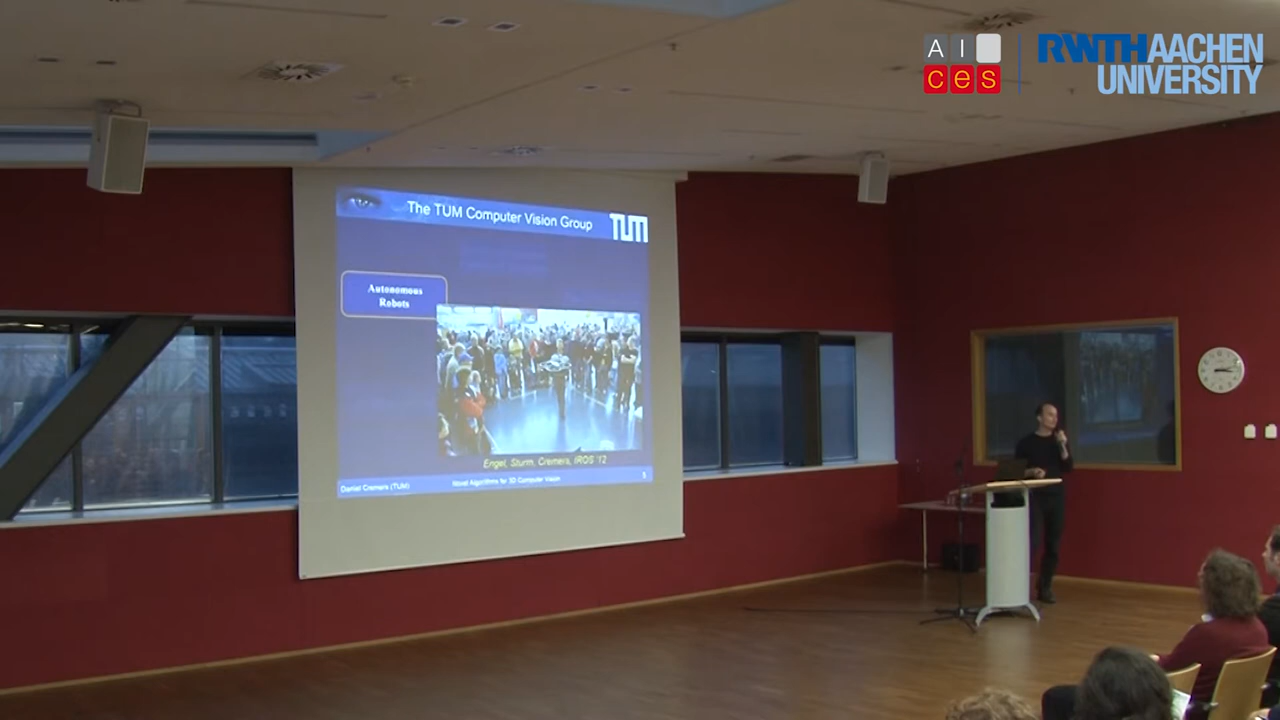 AI
ces
RWTHAACHEN
UNIVERSITY
The TUM Computer Vision Group
TUM
Autonomous
Robots
Engel, Sturm, Cremers, IROS '12
Daniel Cremers (TUM)
Novel Algorithms for 3D Computer Vision